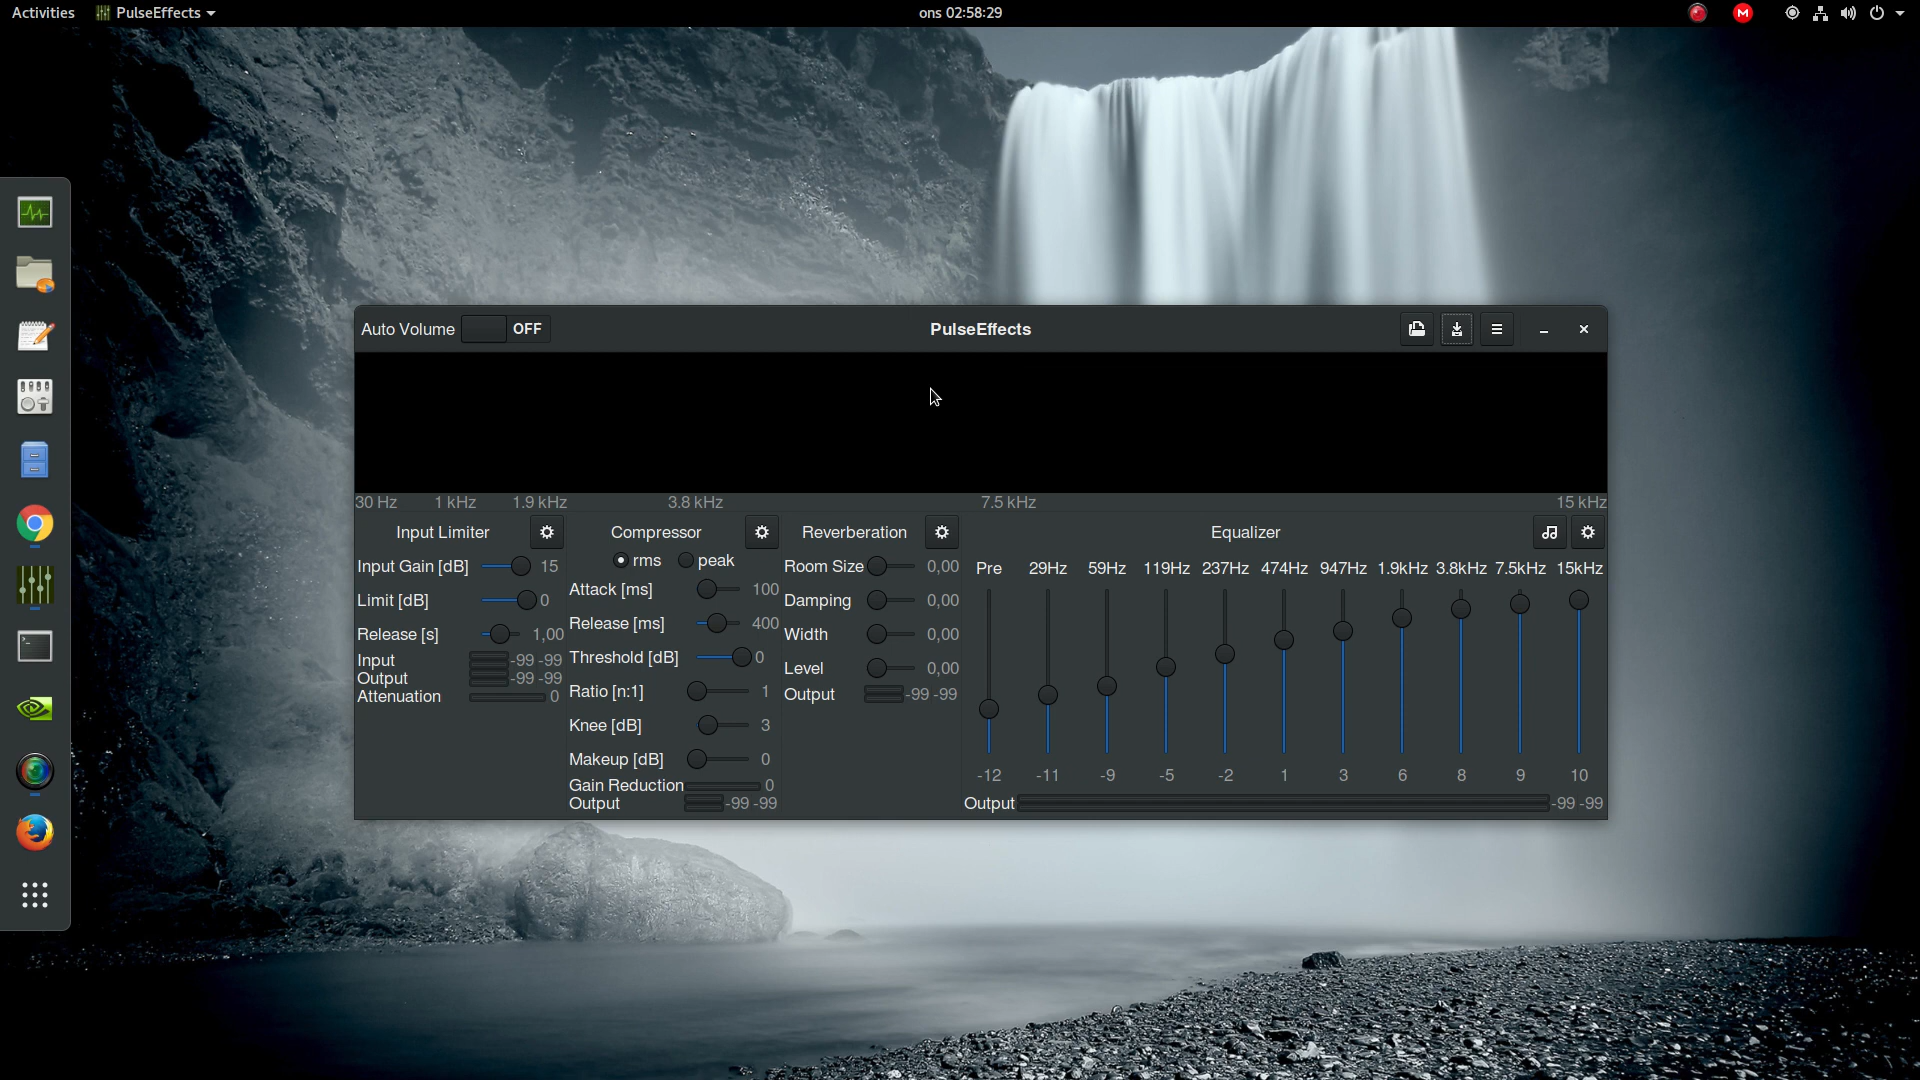 Activities PulseEffects ons 02:58:29 M
Auto Volume OFF PulseEffects
30 Hz 1 kHz 1.9 kHz 3.8 kHz 7.5 kHz 15 kHz
Input Limiter
Input Gain [dB] 15
Limit [dB] 0
Release [s] 1,00
Input -99 -99
Output -99 -99
Attenuation 0
Compressor
rms peak
Attack [ms] 100
Release [ms] 400
Threshold [dB] 0
Ratio [n:1] 1
Knee [dB] 3
Makeup [dB] 0
Gain Reduction 0
Output -99 -99
Reverberation
Room Size 0,00
Damping 0,00
Width 0,00
Level 0,00
Output -99 -99
Equalizer
Pre 29Hz 59Hz 119Hz 237Hz 474Hz 947Hz 1.9kHz 3.8kHz 7.5kHz 15kHz
-12 -11 -9 -5 -2 1 3 6 8 9 10
Output -99 -99